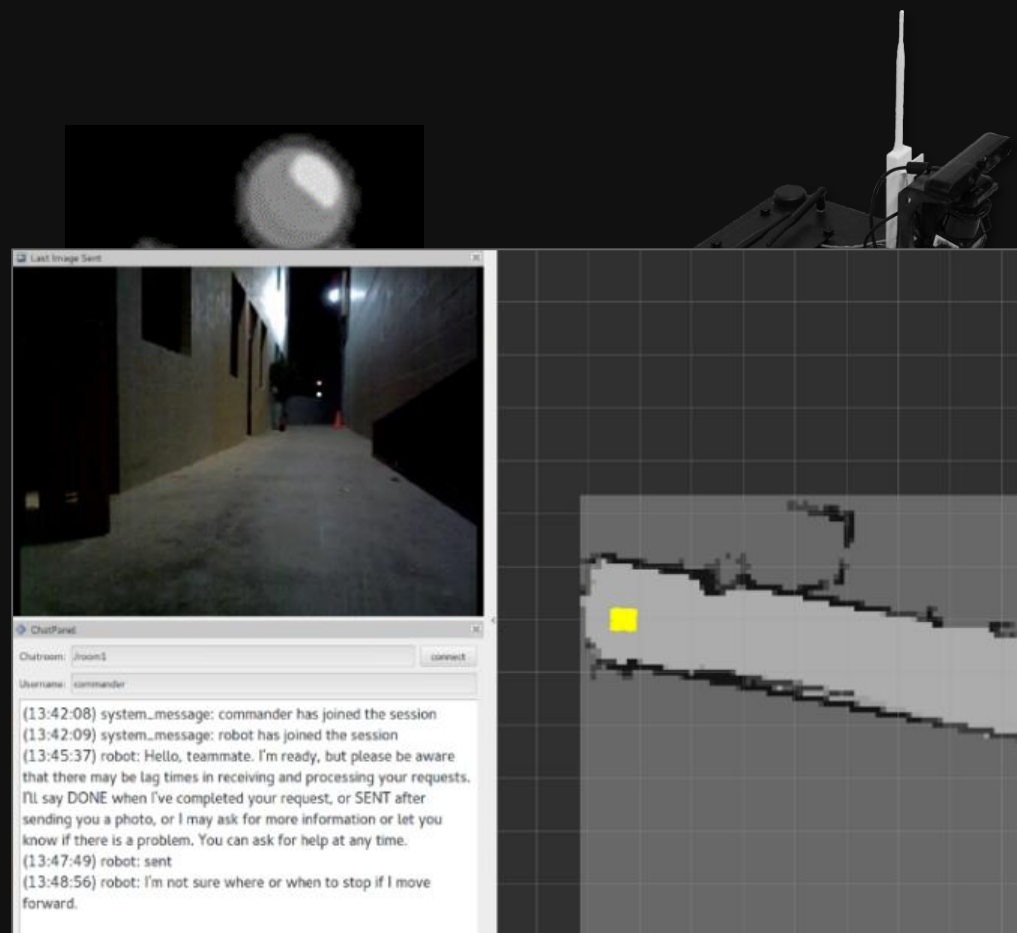 Last Image Sent
ChatPanel
Chatroom: /room1
connect
Username: commander
(13:42:08) system_message: commander has joined the session
(13:42:09) system_message: robot has joined the session
(13:45:37) robot: Hello, teammate. I'm ready, but please be aware
that there may be lag times in receiving and processing your requests.
I'll say DONE when I've completed your request, or SENT after
sending you a photo, or I may ask for more information or let you
know if there is a problem. You can ask for help at any time.
(13:47:49) robot: sent
(13:48:56) robot: I'm not sure where or when to stop if I move
forward.